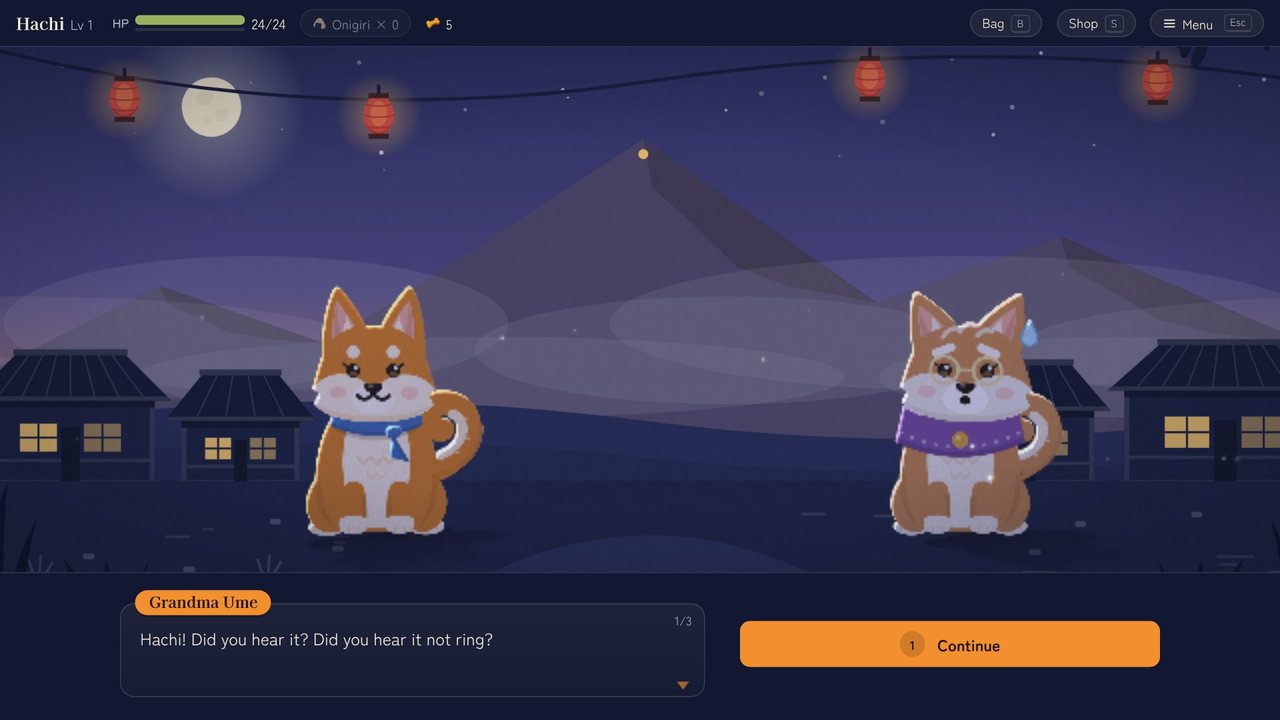 Hachi Lv 1 HP 24/24 Onigiri × 0 5 Bag B Shop S Menu Esc
Grandma Ume
1/3
Hachi! Did you hear it? Did you hear it not ring?
1 Continue